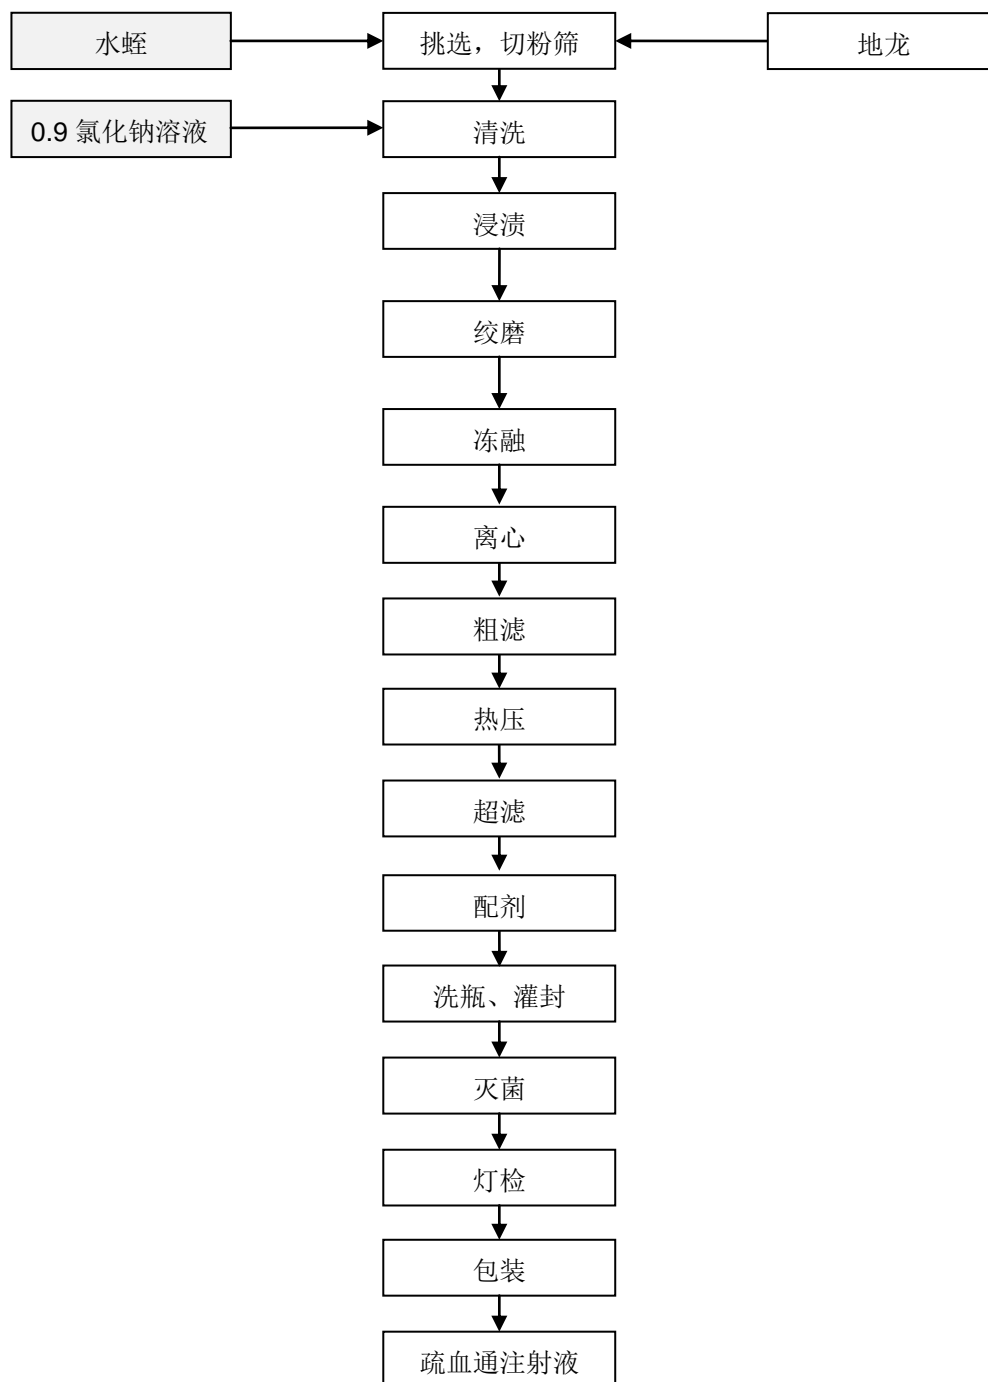 水蛭
挑选，切粉筛
地龙
0.9 氯化钠溶液
清洗
浸渍
绞磨
冻融
离心
粗滤
热压
超滤
配剂
洗瓶、灌封
灭菌
灯检
包装
疏血通注射液